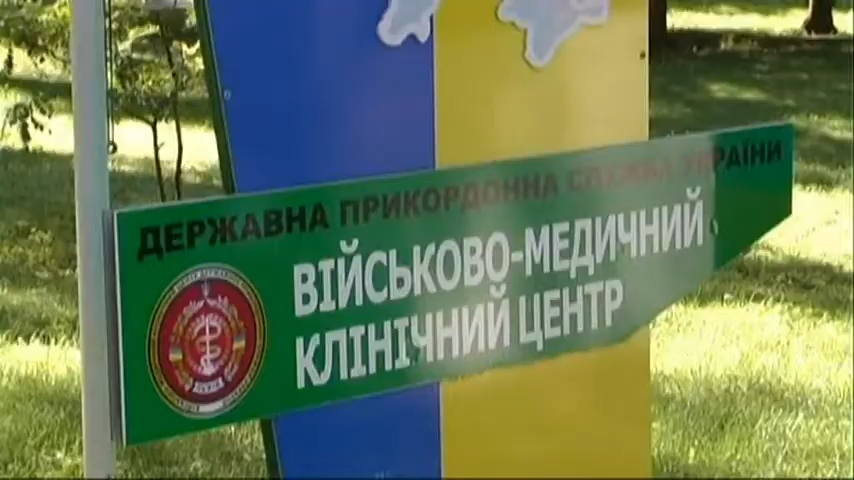 ДЕРЖАВНА ПРИКОРДОННА СЛУЖБА УКРАЇНИ
ВІЙСЬКОВО-МЕДИЧНИЙ
КЛІНІЧНИЙ ЦЕНТР